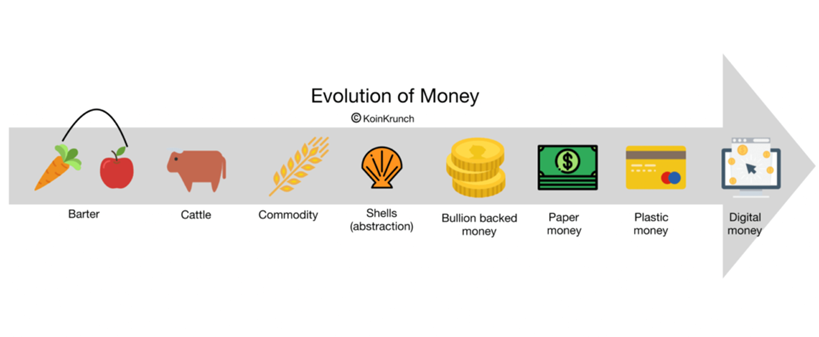 Evolution of Money
© KoinKrunch
Barter
Cattle
Commodity
Shells
(abstraction)
Bullion backed
money
Paper
money
Plastic
money
Digital
money